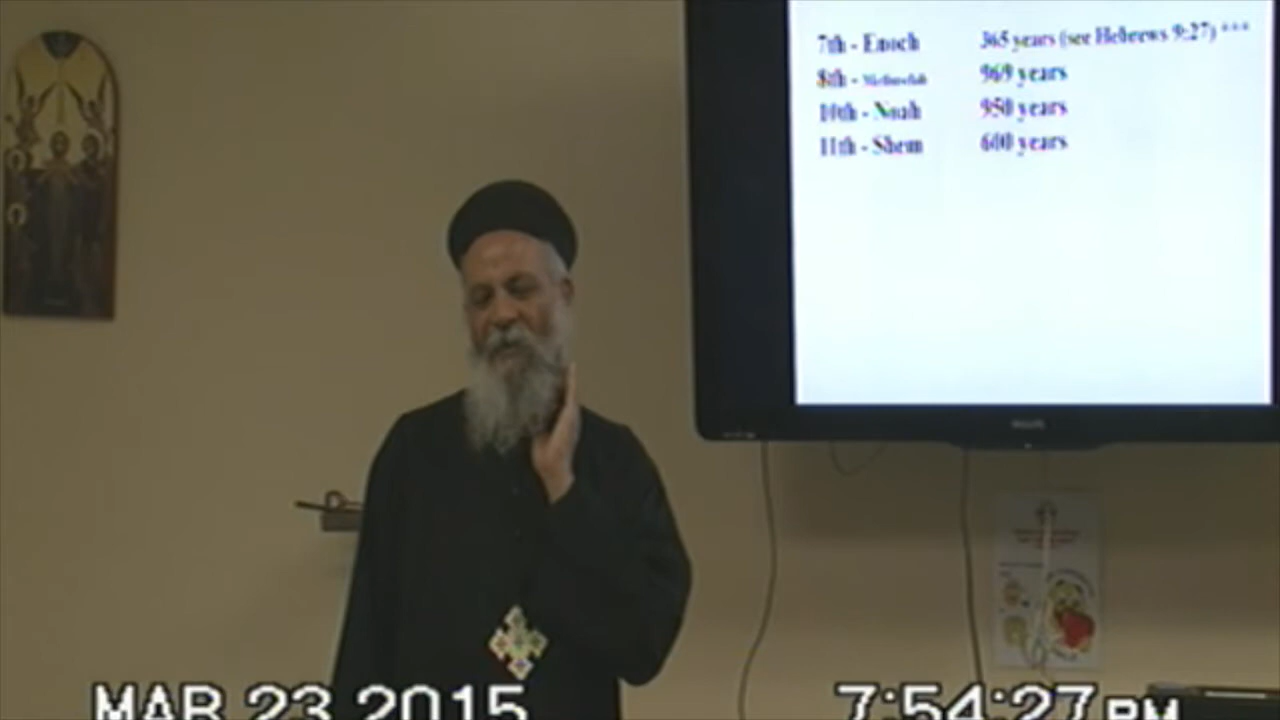 7th - Enoch 365 years (see Hebrews 9:27) ***
8th - Methuselah 969 years
10th - Noah 950 years
11th - Shem 600 years
MAR 23 2015 7:54:27 PM